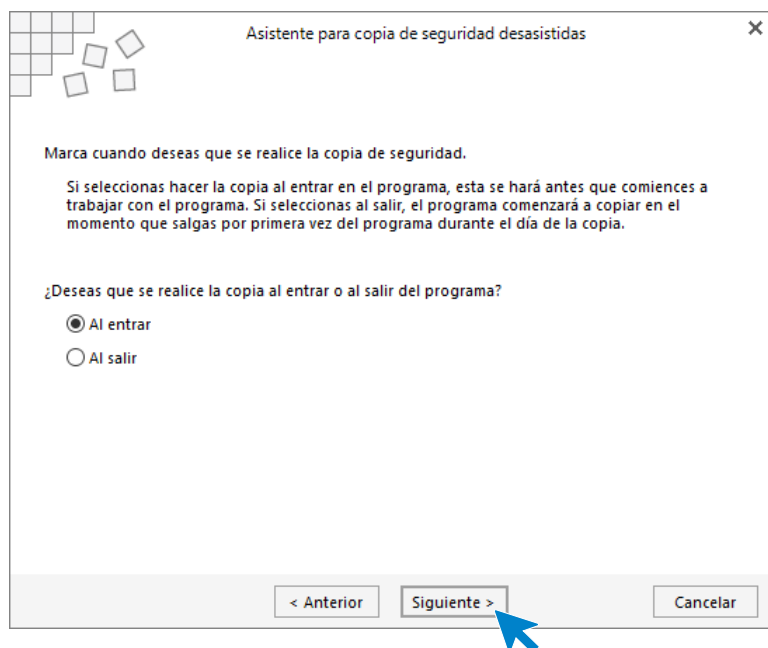 Asistente para copia de seguridad desasistidas
Marca cuando deseas que se realice la copia de seguridad.
Si seleccionas hacer la copia al entrar en el programa, esta se hará antes que comiences a
trabajar con el programa. Si seleccionas al salir, el programa comenzará a copiar en el
momento que salgas por primera vez del programa durante el día de la copia.
¿Deseas que se realice la copia al entrar o al salir del programa?
Al entrar
Al salir
< Anterior
Siguiente >
Cancelar